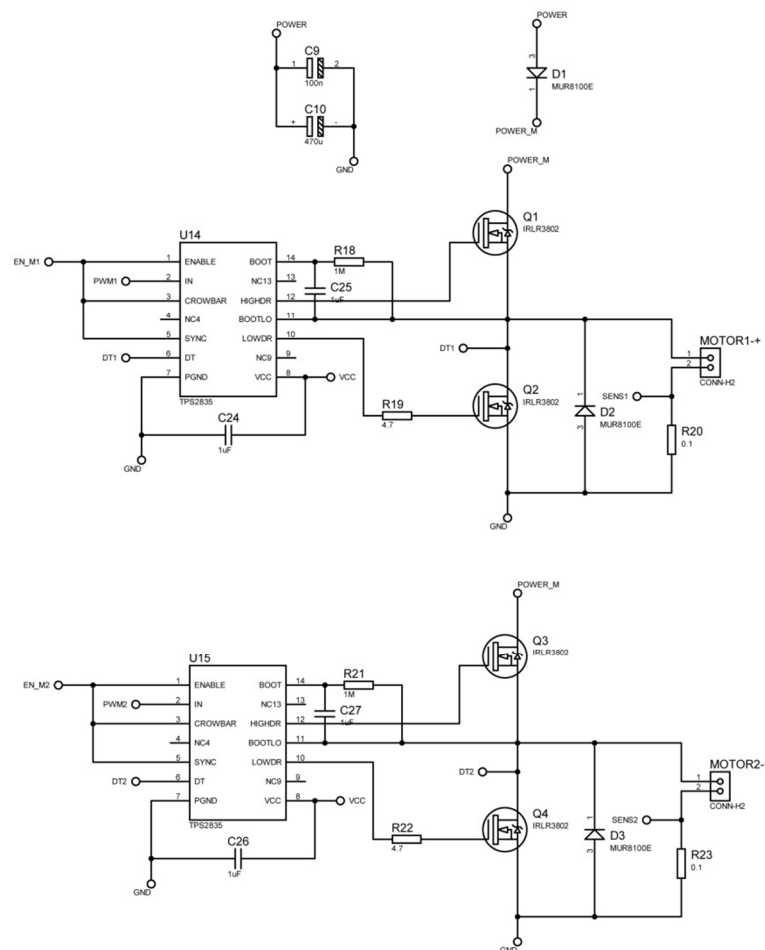 POWER
C9
1 2
100n
C10
+ -
470u
GND
POWER
3
D1
1
MUR8100E
POWER_M
POWER_M
Q1
IRLR3802
U14
EN_M1
1 ENABLE BOOT 14
R18
1M
PWM1
2 IN NC13 13
C25
1uF
3 CROWBAR HIGHDR 12
4 NC4 BOOTLO 11
5 SYNC LOWDR 10
DT1
6 DT NC9 9
7 PGND VCC 8
VCC
TPS2835
DT1
MOTOR1-+
1
2
CONN-H2
Q2
IRLR3802
R19
4.7
SENS1
1
D2
3
MUR8100E
R20
0.1
C24
1uF
GND
GND
POWER_M
Q3
IRLR3802
U15
EN_M2
1 ENABLE BOOT 14
R21
1M
PWM2
2 IN NC13 13
C27
1uF
3 CROWBAR HIGHDR 12
4 NC4 BOOTLO 11
5 SYNC LOWDR 10
DT2
6 DT NC9 9
7 PGND VCC 8
VCC
TPS2835
DT2
MOTOR2-
1
2
CONN-H2
Q4
IRLR3802
R22
4.7
SENS2
1
D3
3
MUR8100E
R23
0.1
C26
1uF
GND
GND